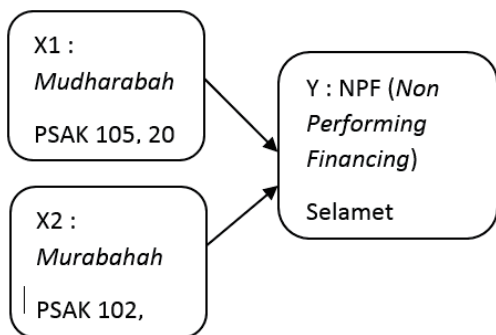 X1 :
Mudharabah
PSAK 105, 20
X2 :
Murabahah
PSAK 102,
Y : NPF (Non
Performing
Financing)
Selamet